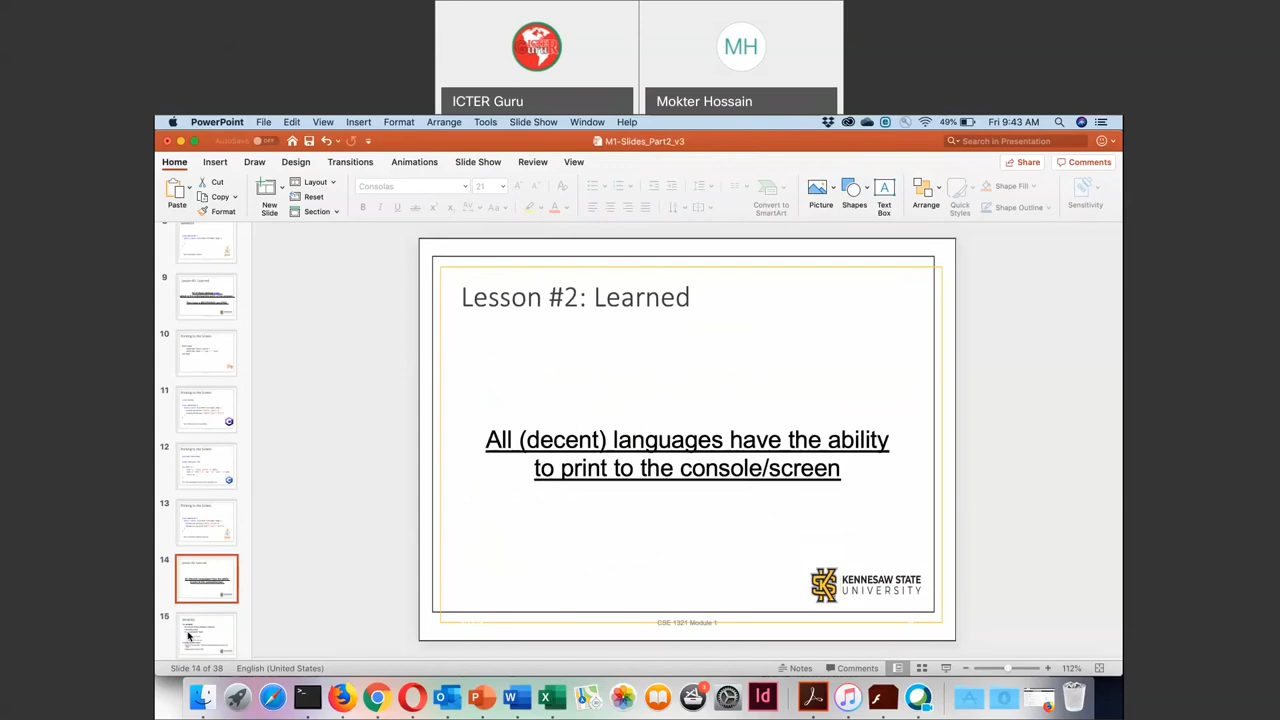 ICTER Guru
Mokter Hossain
PowerPoint File Edit View Insert Format Arrange Tools Slide Show Window Help 49% Fri 9:43 AM
AutoSave OFF M1-Slides_Part2_v3 Search in Presentation
Home Insert Draw Design Transitions Animations Slide Show Review View Share Comments
Paste Cut Copy Format
New Slide Layout Reset Section
Consolas 21
Convert to SmartArt
Picture Shapes Text Box
Arrange Quick Styles Shape Fill Shape Outline
Sensitivity
9
10
11
12
13
14
15
Lesson #2: Learned
All (decent) languages have the ability
to print to the console/screen
KENNESAW STATE
UNIVERSITY
CSE 1321 Module 1
Slide 14 of 38 English (United States) Notes Comments 112%
MH